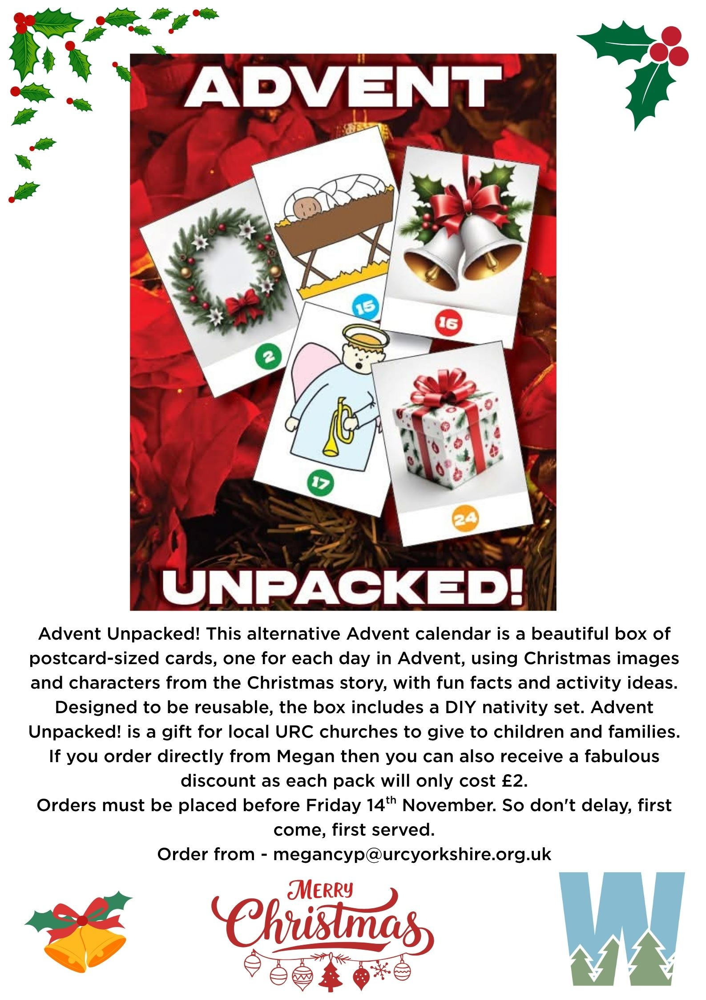 ADVENT
15
16
2
17
24
UNPACKED!
Advent Unpacked! This alternative Advent calendar is a beautiful box of
postcard-sized cards, one for each day in Advent, using Christmas images
and characters from the Christmas story, with fun facts and activity ideas.
Designed to be reusable, the box includes a DIY nativity set. Advent
Unpacked! is a gift for local URC churches to give to children and families.
If you order directly from Megan then you can also receive a fabulous
discount as each pack will only cost £2.
Orders must be placed before Friday 14th November. So don't delay, first
come, first served.
Order from - megancyp@urcyorkshire.org.uk
MERRY
Christmas
W